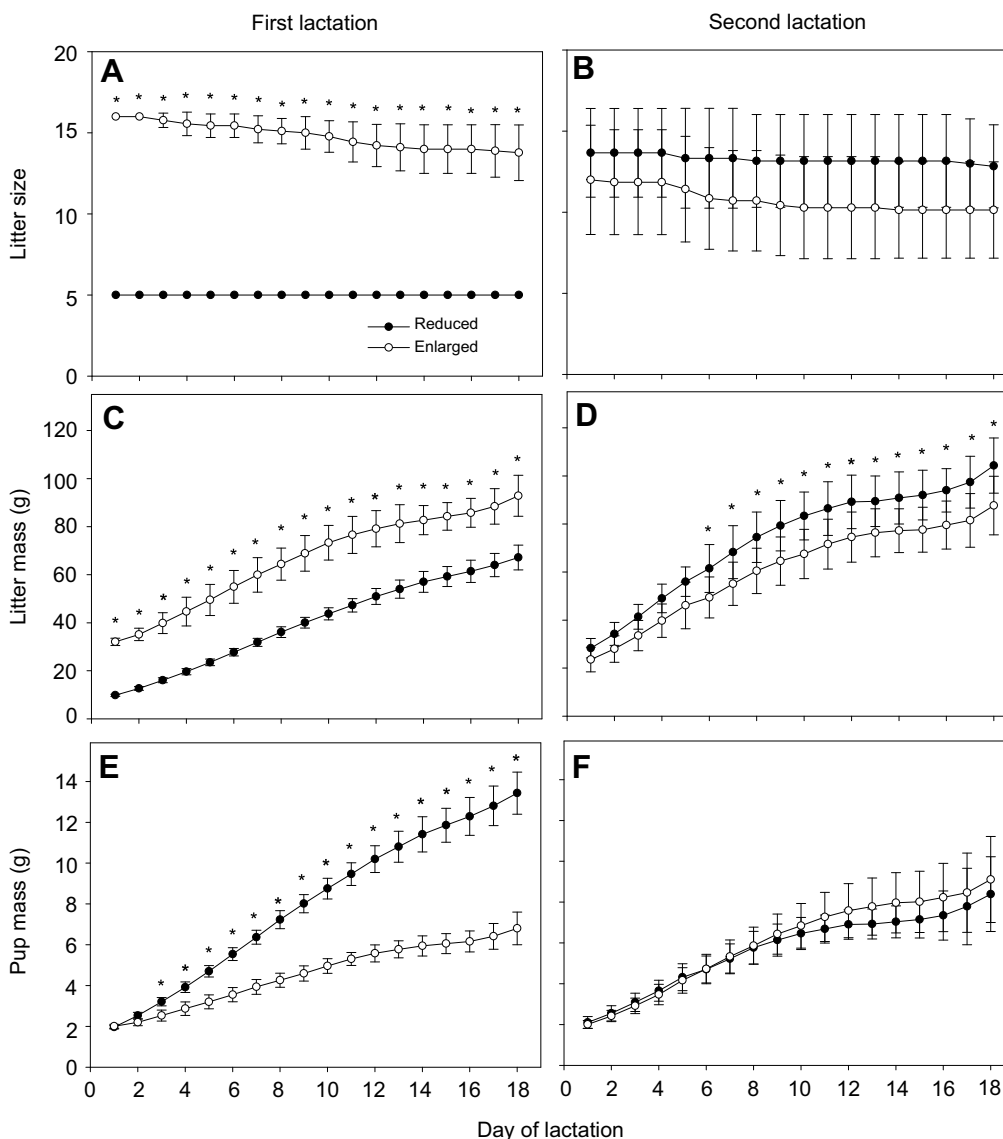 First lactation
Second lactation
A
B
20
15
10
5
0
Litter size
* * * * * * * * * * * * * * * * * *
Reduced
Enlarged
C
D
120
100
80
60
40
20
0
Litter mass (g)
* * * * * * * * * * * * * * * * * *
* * * * * * * * * * * * *
E
F
14
12
10
8
6
4
2
0
Pup mass (g)
* * * * * * * * * * * * * * * *
0 2 4 6 8 10 12 14 16 18
0 2 4 6 8 10 12 14 16 18
Day of lactation